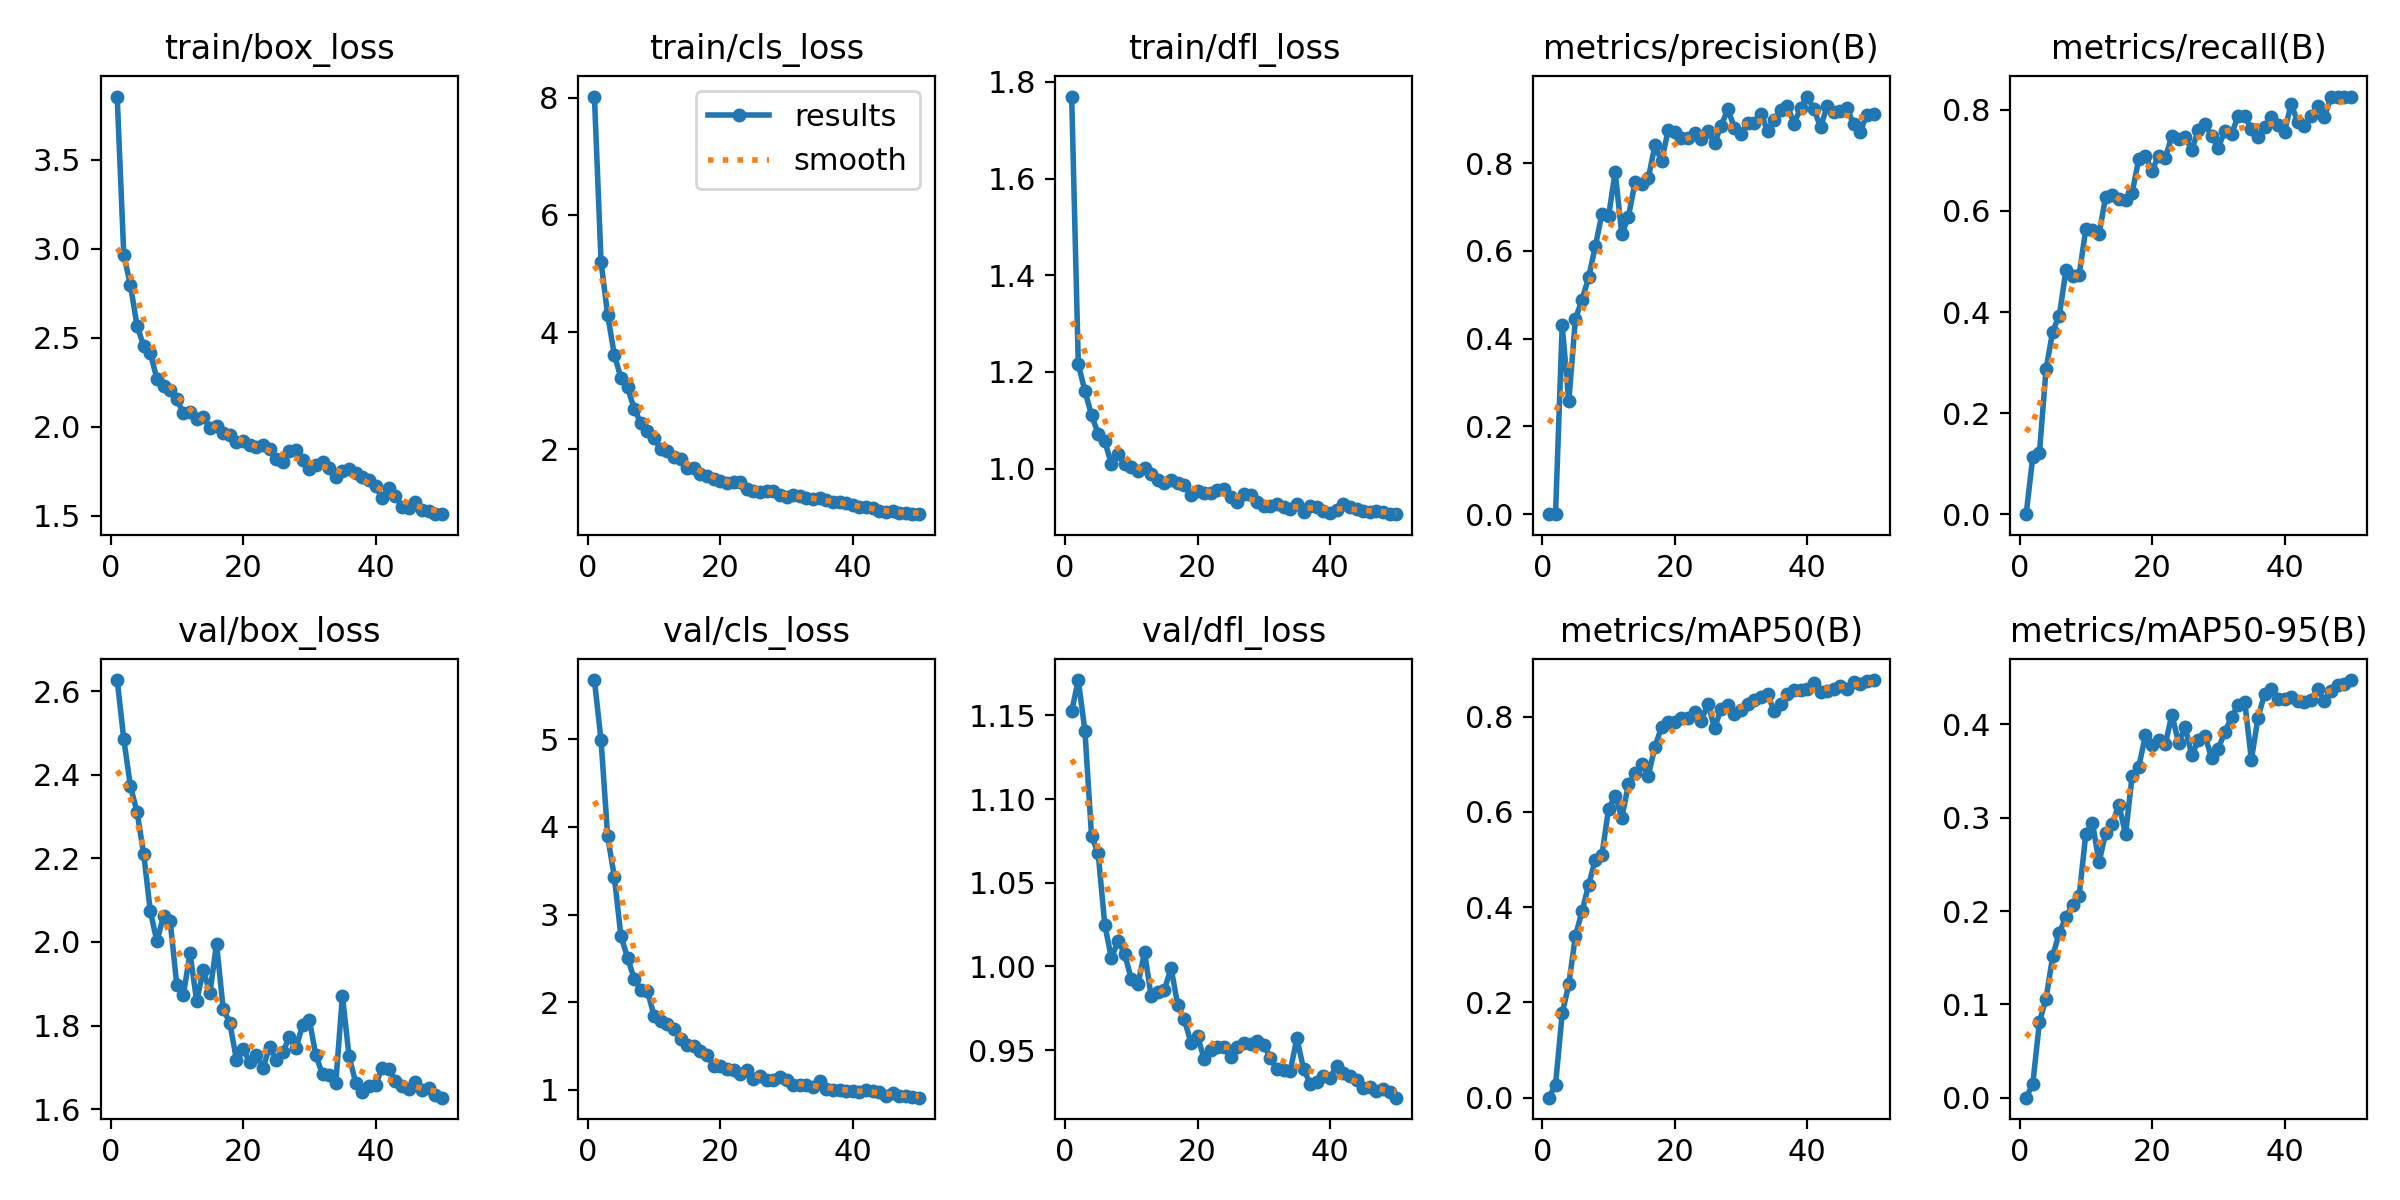 train/box_loss
3.5
3.0
2.5
2.0
1.5
0 20 40
train/cls_loss
results
smooth
8
6
4
2
0 20 40
train/dfl_loss
1.8
1.6
1.4
1.2
1.0
0 20 40
metrics/precision(B)
0.8
0.6
0.4
0.2
0.0
0 20 40
metrics/recall(B)
0.8
0.6
0.4
0.2
0.0
0 20 40
val/box_loss
2.6
2.4
2.2
2.0
1.8
1.6
0 20 40
val/cls_loss
5
4
3
2
1
0 20 40
val/dfl_loss
1.15
1.10
1.05
1.00
0.95
0 20 40
metrics/mAP50(B)
0.8
0.6
0.4
0.2
0.0
0 20 40
metrics/mAP50-95(B)
0.4
0.3
0.2
0.1
0.0
0 20 40